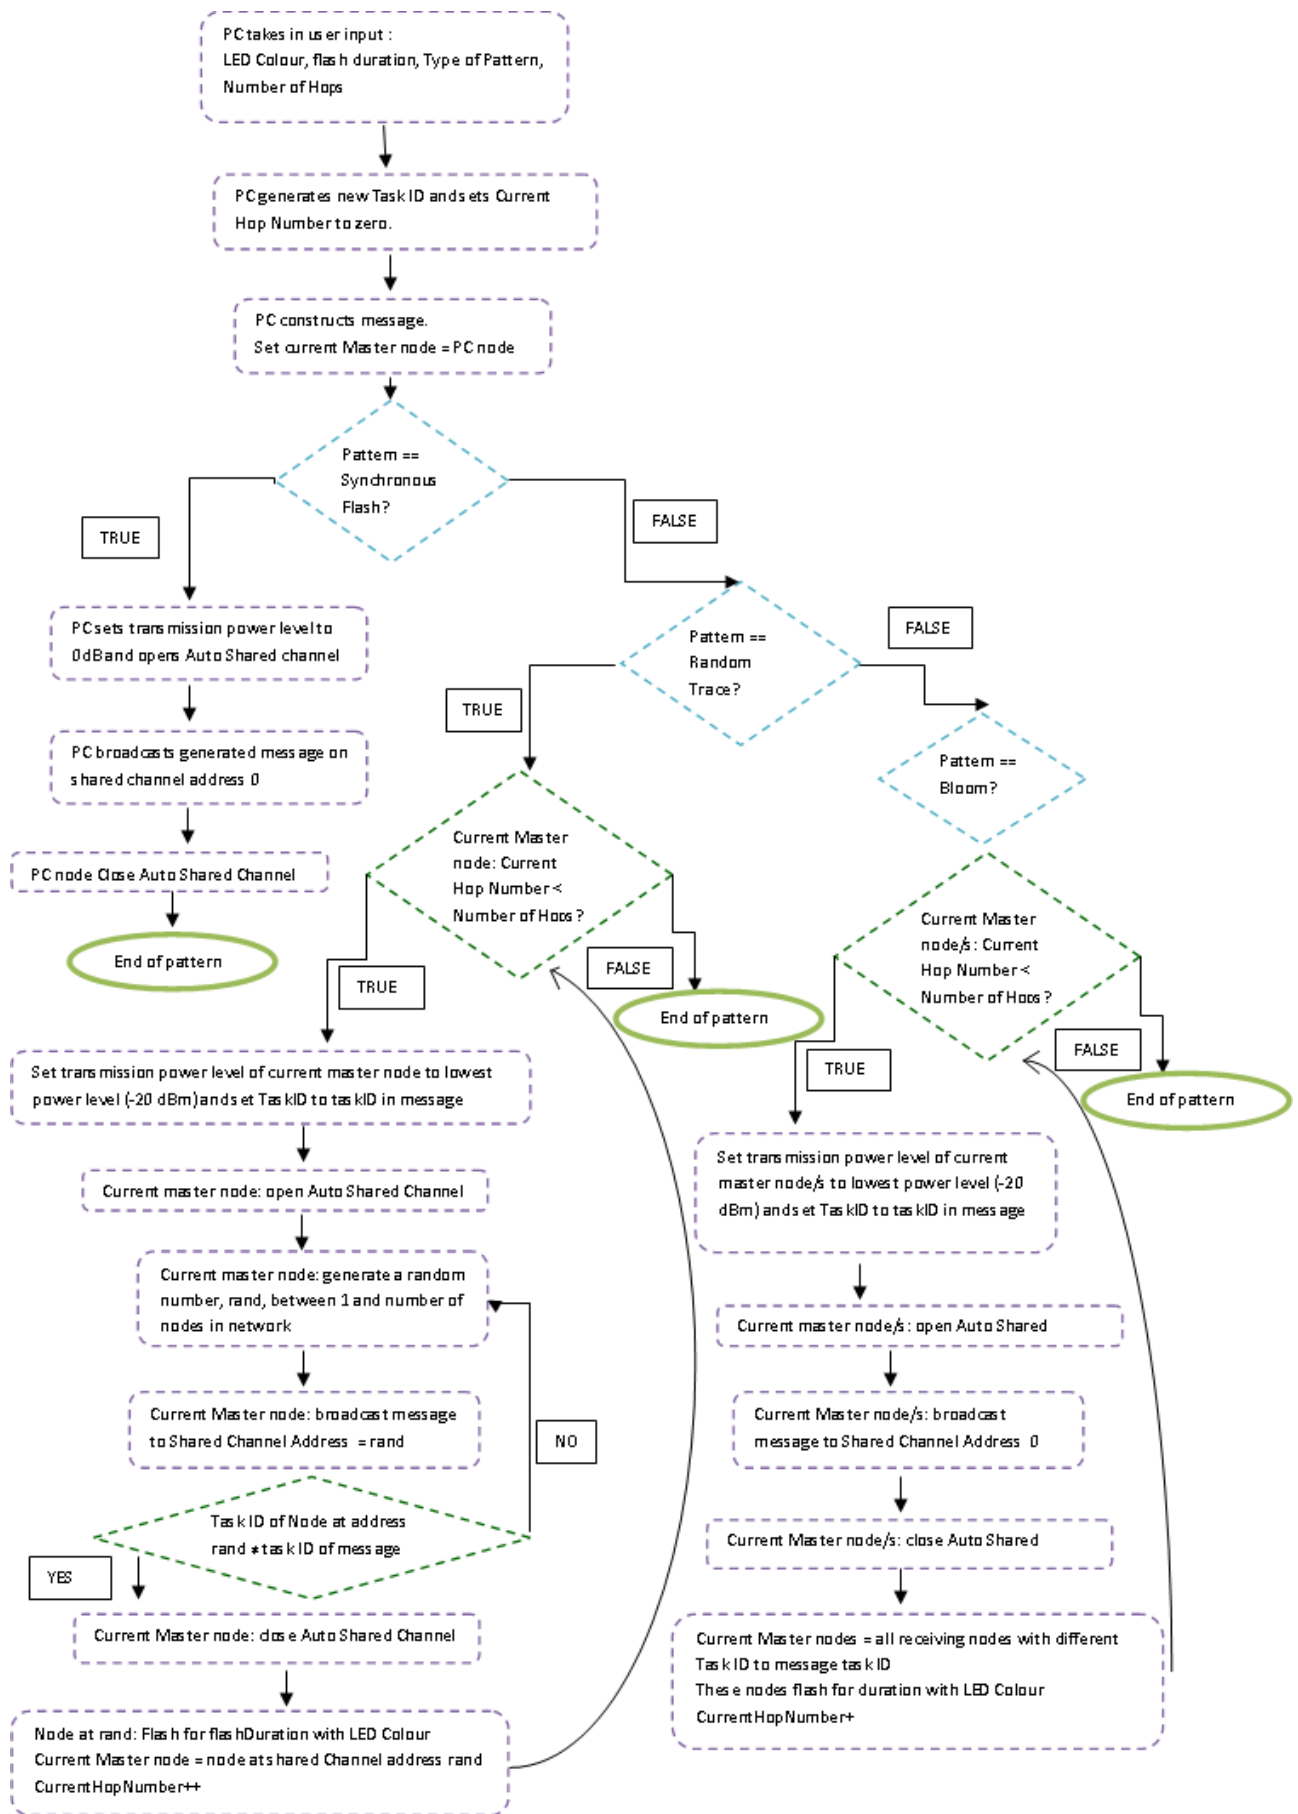 PC takes in user input :
LED Colour, flash duration, Type of Pattern,
Number of Hops
PC generates new Task ID and sets Current
Hop Number to zero.
PC constructs message.
Set current Master node = PC node
Pattern ==
Synchronous
Flash?
TRUE
FALSE
PC sets transmission power level to
0dB and opens Auto Shared channel
PC broadcasts generated message on
shared channel address 0
PC node Close Auto Shared Channel
End of pattern
Pattern ==
Random
Trace?
TRUE
FALSE
Pattern ==
Bloom?
Current Master
node: Current
Hop Number <
Number of Hops?
TRUE
FALSE
End of pattern
Set transmission power level of current master node to lowest
power level (-20 dBm) and set TaskID to taskID in message
Current master node: open Auto Shared Channel
Current master node: generate a random
number, rand, between 1 and number of
nodes in network
Current Master node: broadcast message
to Shared Channel Address = rand
NO
Task ID of Node at address
rand ≠ task ID of message
YES
Current Master node: close Auto Shared Channel
Node at rand: Flash for flashDuration with LED Colour
Current Master node = node at shared Channel address rand
CurrentHopNumber++
Current Master
node/s: Current
Hop Number <
Number of Hops?
TRUE
FALSE
End of pattern
Set transmission power level of current
master node/s to lowest power level (-20
dBm) and set TaskID to taskID in message
Current master node/s: open Auto Shared
Current Master node/s: broadcast
message to Shared Channel Address 0
Current Master node/s: close Auto Shared
Current Master nodes = all receiving nodes with different
Task ID to message task ID
These nodes flash for duration with LED Colour
CurrentHopNumber+